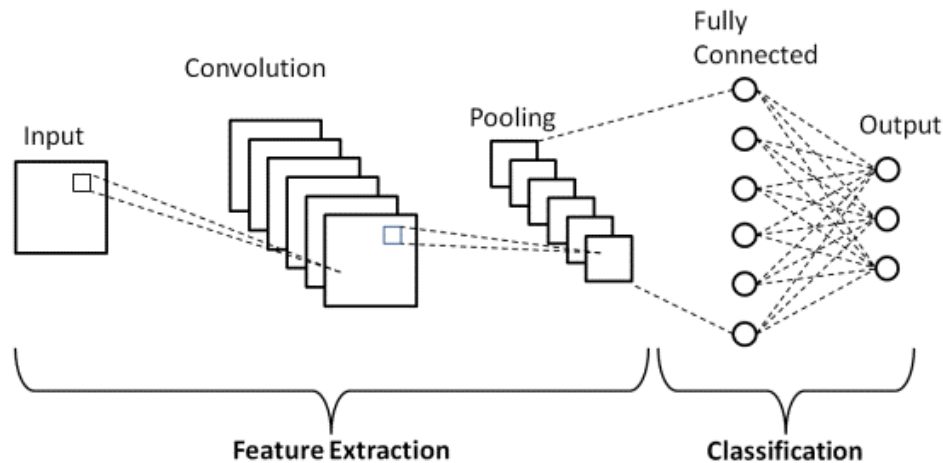 Input
Convolution
Pooling
Fully
Connected
Output
Feature Extraction
Classification